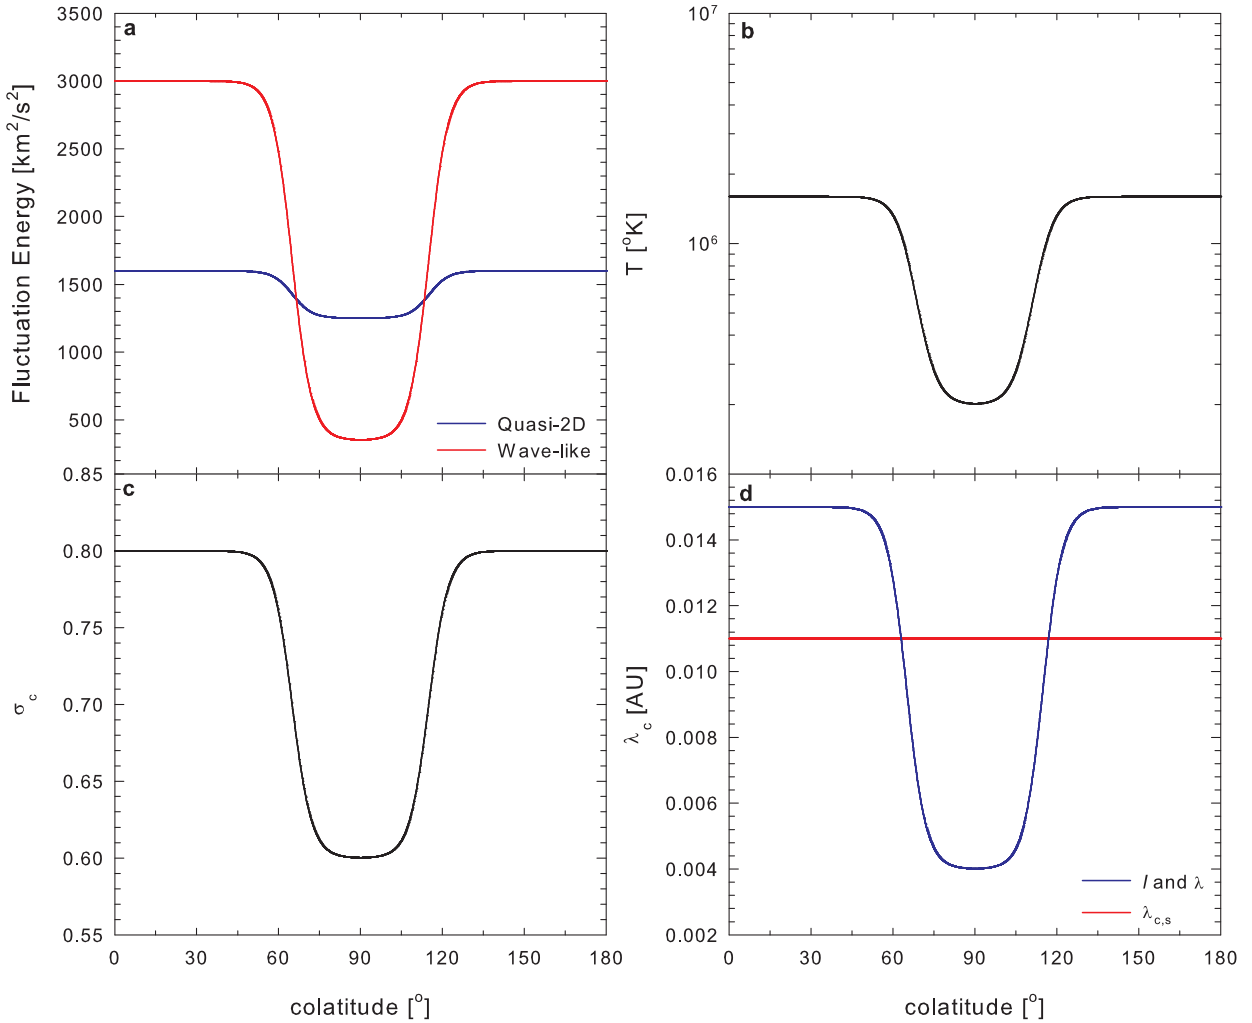 a
3500
3000
2500
2000
1500
1000
500
Fluctuation Energy [km²/s²]
Quasi-2D
Wave-like
b
10⁷
10⁶
T [°K]
c
0.85
0.80
0.75
0.70
0.65
0.60
0.55
σ_c
0 30 60 90 120 150 180
colatitude [°]
d
0.016
0.014
0.012
0.010
0.008
0.006
0.004
0.002
λ_c [AU]
l and λ
λ_c,s
0 30 60 90 120 150 180
colatitude [°]